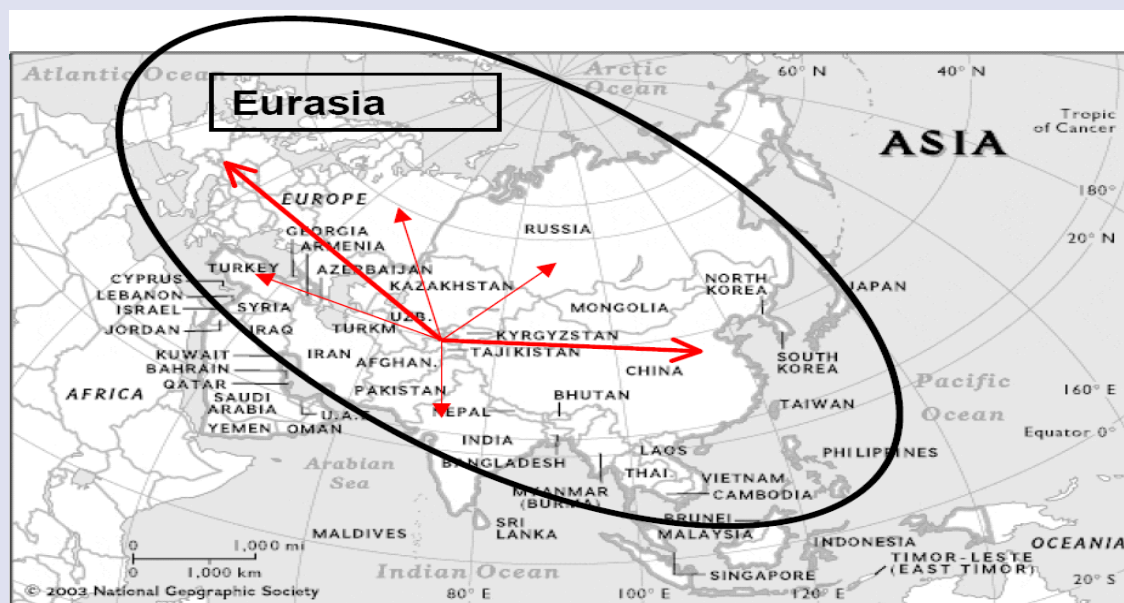 Atlantic Ocean
Arctic
Ocean
60° N
40° N
Eurasia
Tropic
of Cancer
ASIA
180°
EUROPE
GEORGIA
ARMENIA
RUSSIA
20° N
TURKEY
AZERBAIJAN
CYPRUS
KAZAKHSTAN
NORTH
KOREA
JAPAN
LEBANON
SYRIA
ISRAEL
UZB.
MONGOLIA
JORDAN
IRAQ
TURKM
KYRGYZSTAN
KUWAIT
IRAN
AFGHAN.
TAJIKISTAN
SOUTH
KOREA
BAHRAIN
CHINA
QATAR
PAKISTAN
Pacific
Ocean
160° E
AFRICA
SAUDI
ARABIA
U.A.E
NEPAL
BHUTAN
TAIWAN
YEMEN
OMAN
INDIA
Equator 0°
Arabian
Sea
BANGLADESH
LAOS
PHILIPPINES
THAI.
VIETNAM
CAMBODIA
MYANMAR
(BURMA)
MALDIVES
SRI
LANKA
BRUNEI
MALAYSIA
INDONESIA
OCEANIA
0
1,000 mi
0
1,000 km
Indian Ocean
SINGAPORE
TIMOR-LESTE
(EAST TIMOR)
20° S
© 2003 National Geographic Society
80° E
100° E
120° E